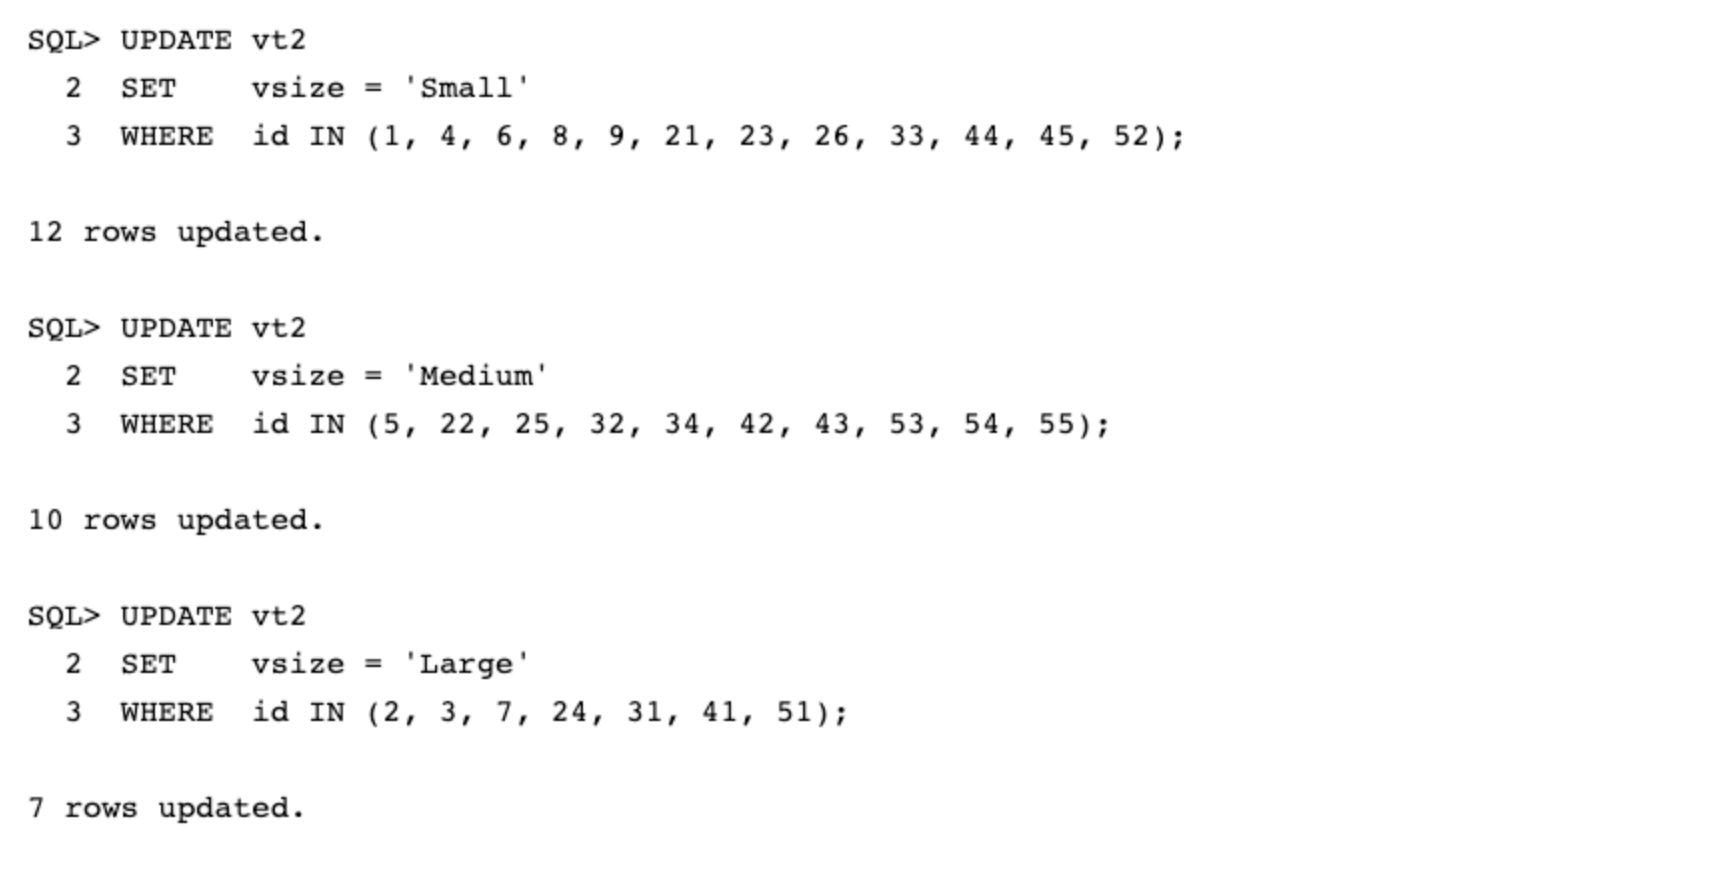 SQL> UPDATE vt2
  2  SET    vsize = 'Small'
  3  WHERE  id IN (1, 4, 6, 8, 9, 21, 23, 26, 33, 44, 45, 52);
12 rows updated.
SQL> UPDATE vt2
  2  SET    vsize = 'Medium'
  3  WHERE  id IN (5, 22, 25, 32, 34, 42, 43, 53, 54, 55);
10 rows updated.
SQL> UPDATE vt2
  2  SET    vsize = 'Large'
  3  WHERE  id IN (2, 3, 7, 24, 31, 41, 51);
7 rows updated.